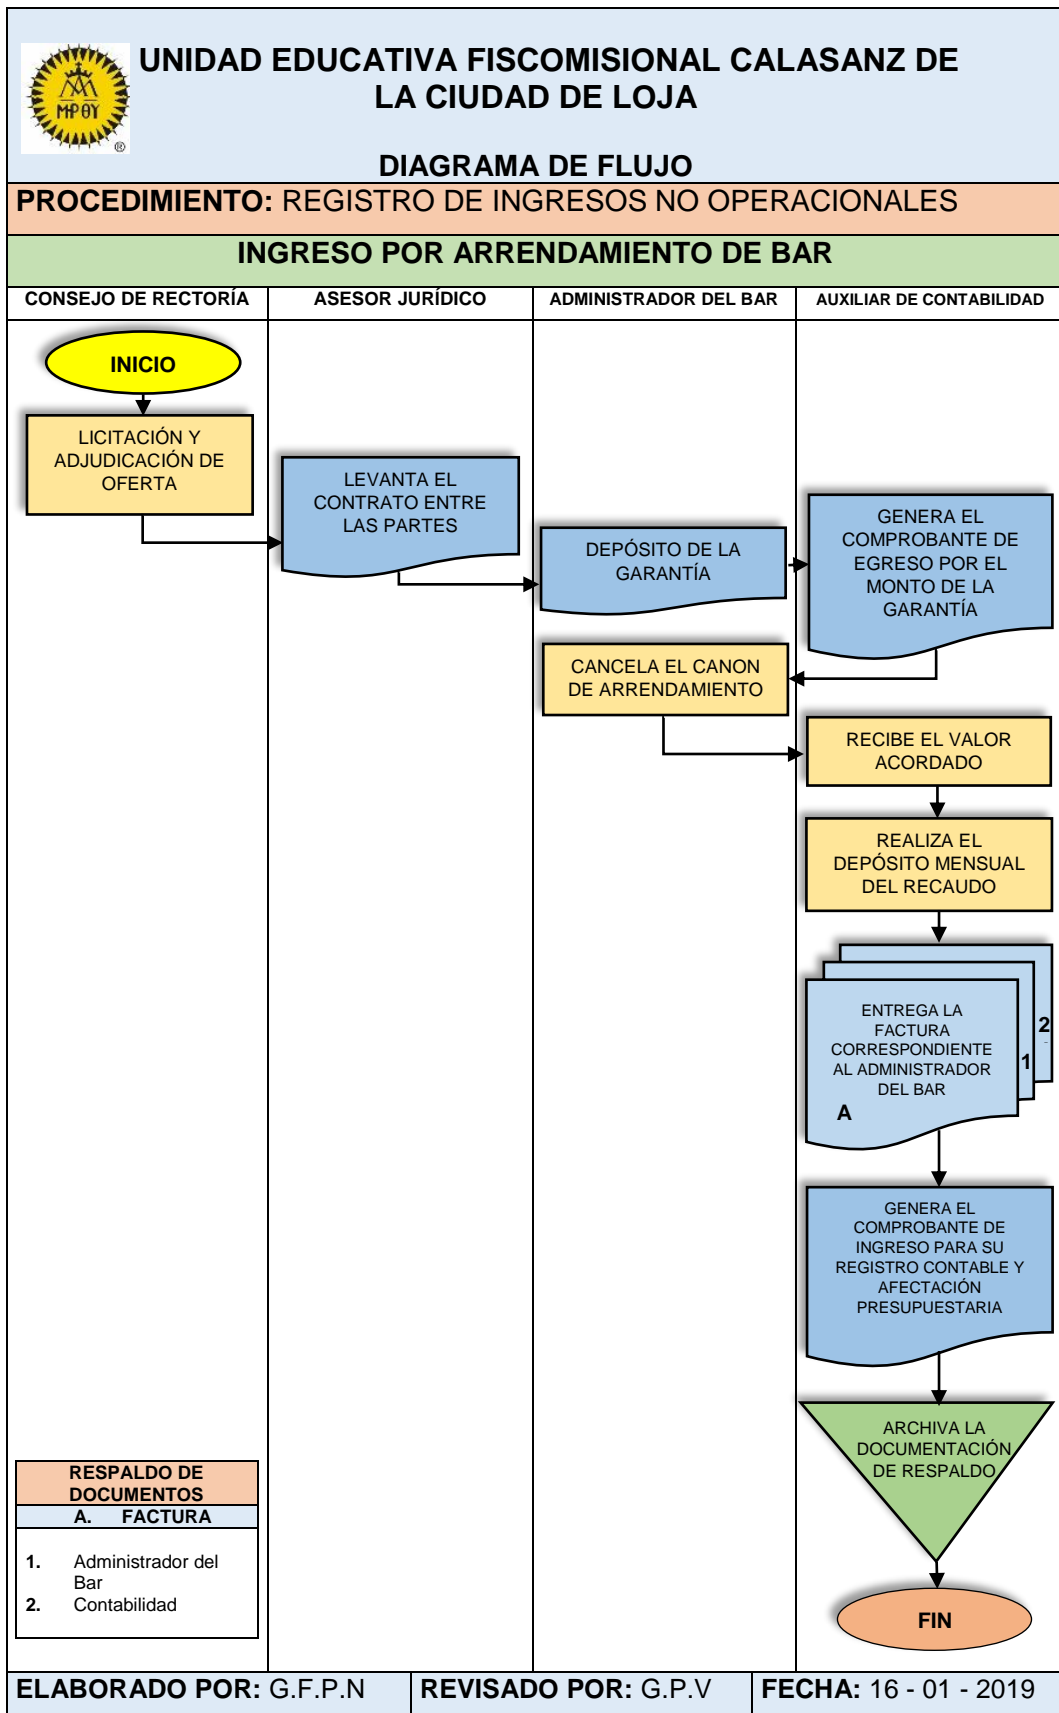 UNIDAD EDUCATIVA FISCOMISIONAL CALASANZ DE
LA CIUDAD DE LOJA
MP ΘΥ
®
DIAGRAMA DE FLUJO
PROCEDIMIENTO: REGISTRO DE INGRESOS NO OPERACIONALES
INGRESO POR ARRENDAMIENTO DE BAR
CONSEJO DE RECTORÍA
ASESOR JURÍDICO
ADMINISTRADOR DEL BAR
AUXILIAR DE CONTABILIDAD
INICIO
LICITACIÓN Y
ADJUDICACIÓN DE
OFERTA
LEVANTA EL
CONTRATO ENTRE
LAS PARTES
DEPÓSITO DE LA
GARANTÍA
GENERA EL
COMPROBANTE DE
EGRESO POR EL
MONTO DE LA
GARANTÍA
CANCELA EL CANON
DE ARRENDAMIENTO
RECIBE EL VALOR
ACORDADO
REALIZA EL
DEPÓSITO MENSUAL
DEL RECAUDO
ENTREGA LA
FACTURA
CORRESPONDIENTE
AL ADMINISTRADOR
DEL BAR
A
1
2
GENERA EL
COMPROBANTE DE
INGRESO PARA SU
REGISTRO CONTABLE Y
AFECTACIÓN
PRESUPUESTARIA
ARCHIVA LA
DOCUMENTACIÓN
DE RESPALDO
FIN
RESPALDO DE
DOCUMENTOS
A. FACTURA
1. Administrador del
Bar
2. Contabilidad
ELABORADO POR: G.F.P.N
REVISADO POR: G.P.V
FECHA: 16 - 01 - 2019